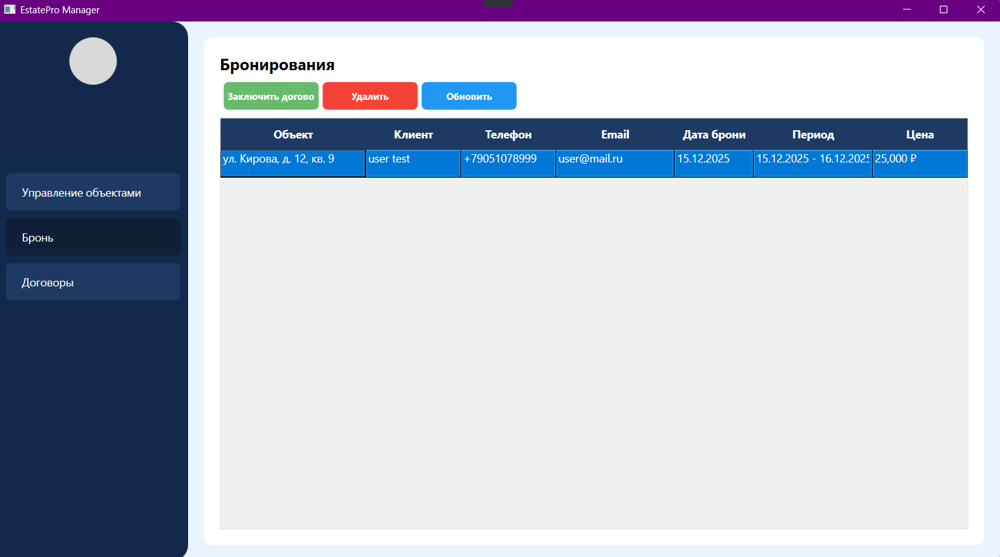 EstatePro Manager
Бронирования
Заключить догово Удалить Обновить
Объект Клиент Телефон Email Дата брони Период Цена
ул. Кирова, д. 12, кв. 9 user test +79051078999 user@mail.ru 15.12.2025 15.12.2025 - 16.12.2025 25,000 ₽
Управление объектами
Бронь
Договоры